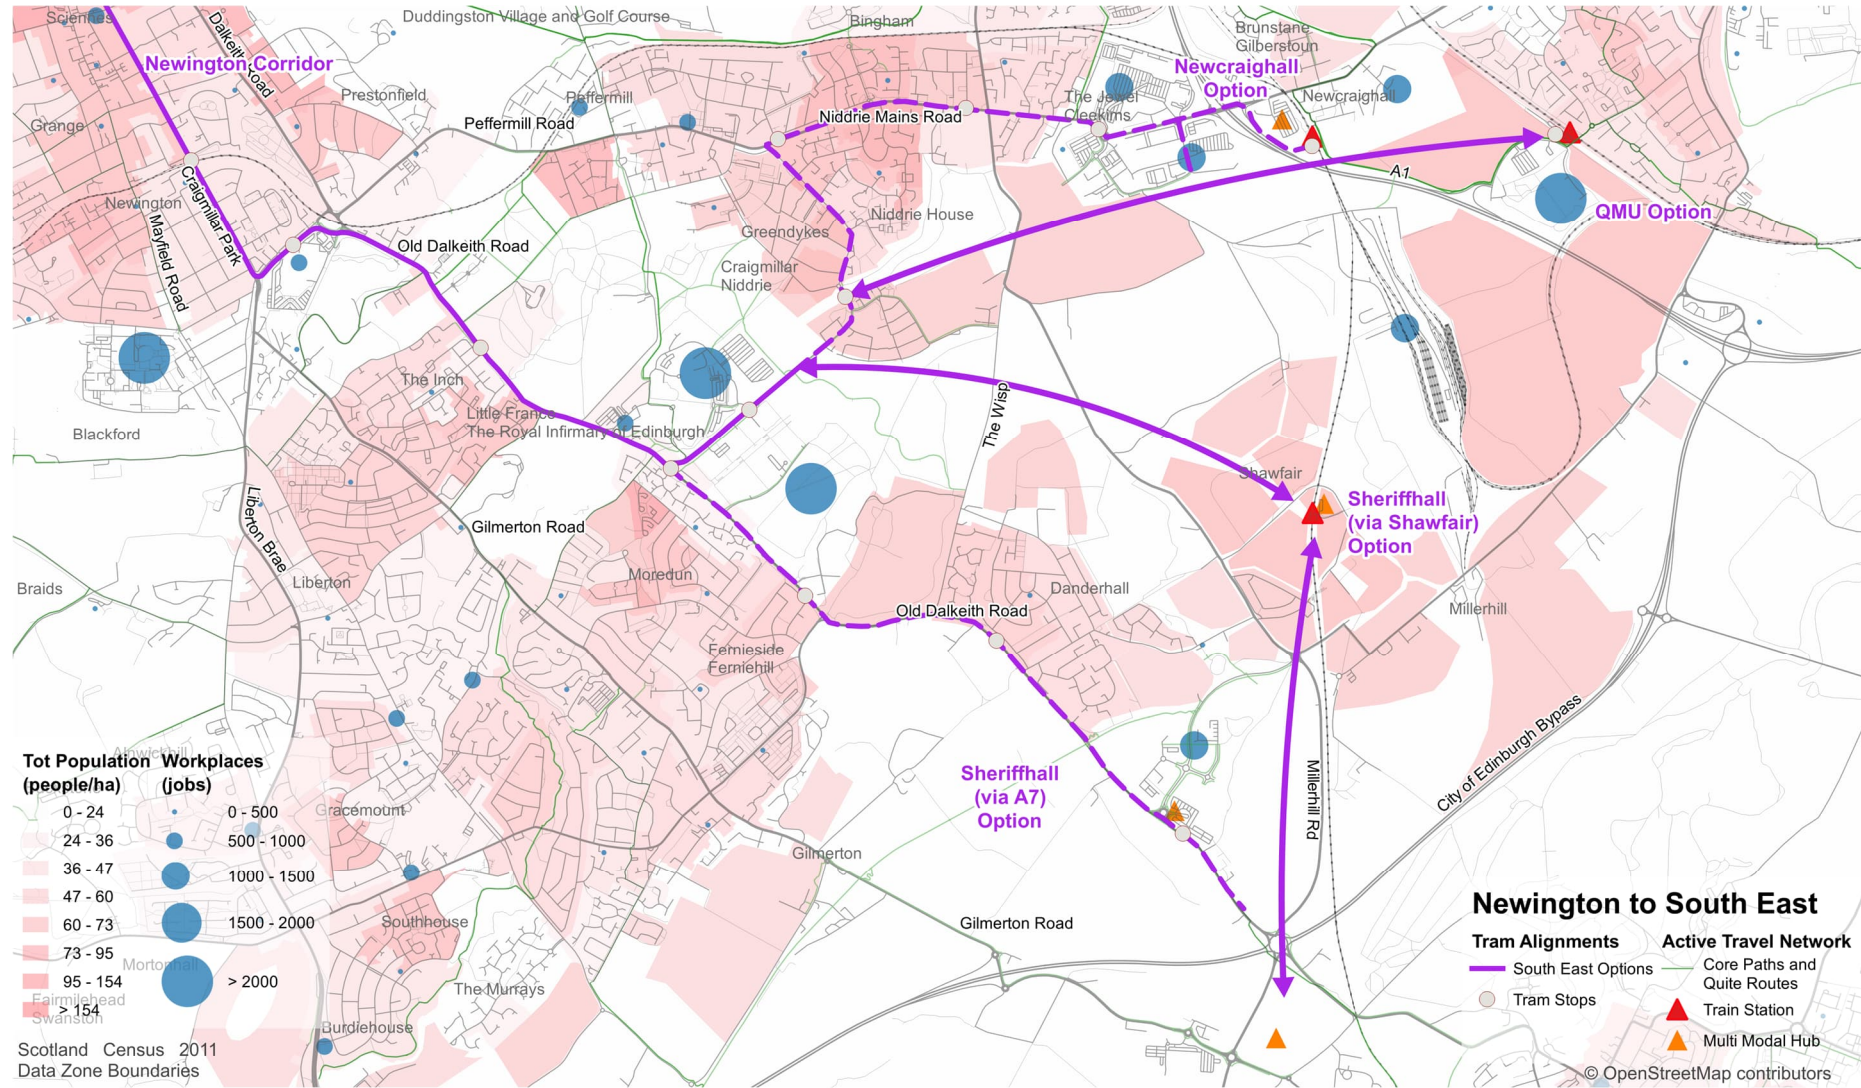 Sciennes
Duddingston Village and Golf Course
Bingham
Brunstane
Gilberstoun
Dalkeith Road
Newington Corridor
Newcraighall
Option
Prestonfield
Peffermill
The Jewel
Cleekims
Newcraighall
Grange
Peffermill Road
Niddrie Mains Road
A1
Craigmillar Park
Newington
Mayfield Road
Niddrie House
QMU Option
Greendykes
Old Dalkeith Road
Craigmillar
Niddrie
The Inch
Little France
The Royal Infirmary of Edinburgh
The Wisp
Blackford
Shawfair
Sheriffhall
(via Shawfair)
Option
Liberton Brae
Gilmerton Road
Moredun
Liberton
Braids
Danderhall
Old Dalkeith Road
Millerhill
Fernieside
Ferniehill
Alnwickhill
Sheriffhall
(via A7)
Option
Millerhill Rd
City of Edinburgh Bypass
Gracemount
Gilmerton
Southhouse
Gilmerton Road
Mortonhall
The Murrays
Fairmilehead
Swanston
Burdiehouse
Tot Population
(people/ha)
0 - 24
24 - 36
36 - 47
47 - 60
60 - 73
73 - 95
95 - 154
> 154
Workplaces
(jobs)
0 - 500
500 - 1000
1000 - 1500
1500 - 2000
> 2000
Scotland Census 2011
Data Zone Boundaries
Newington to South East
Tram Alignments
South East Options
Tram Stops
Active Travel Network
Core Paths and
Quite Routes
Train Station
Multi Modal Hub
© OpenStreetMap contributors